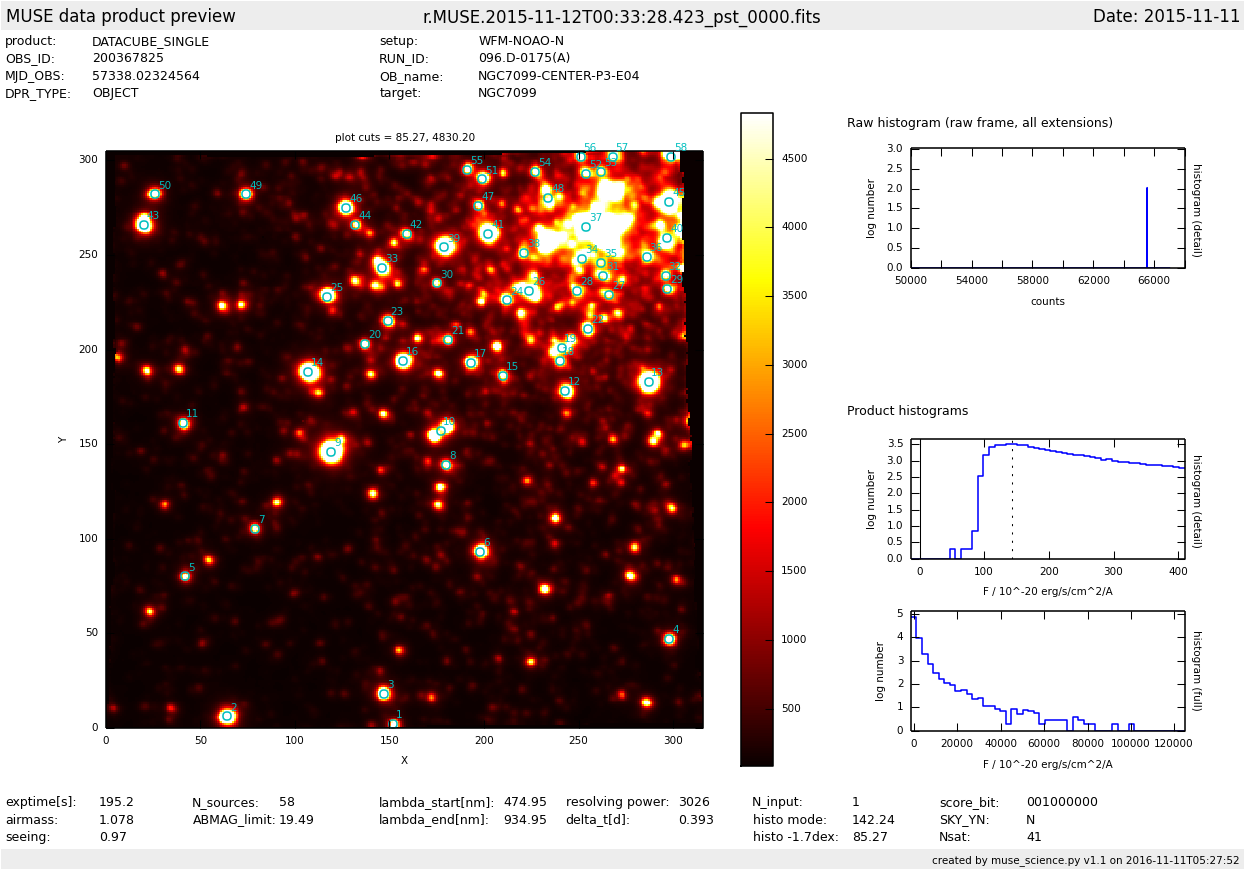 MUSE data product preview r.MUSE.2015-11-12T00:33:28.423_pst_0000.fits Date: 2015-11-11
product: DATACUBE_SINGLE setup: WFM-NOAO-N
OBS_ID: 200367825 RUN_ID: 096.D-0175(A)
MJD_OBS: 57338.02324564 OB_name: NGC7099-CENTER-P3-E04
DPR_TYPE: OBJECT target: NGC7099
plot cuts = 85.27, 4830.20
56 57 58
55 54
51
50 49 48
47
46
43 44 42 41 37 40
39
38
33 34 35
30 29
25 24 26 28
23
20 21 19
14 16 17 15
12 13
11
10
9
8
7
6
5
4
3
2 1
300
250
200
150
100
50
0
Y
0 50 100 150 200 250 300
X
4500
4000
3500
3000
2500
2000
1500
1000
500
Raw histogram (raw frame, all extensions)
3.0
2.5
2.0
1.5
1.0
0.5
0.0
log number
histogram (detail)
50000 54000 58000 62000 66000
counts
Product histograms
3.5
3.0
2.5
2.0
1.5
1.0
0.5
0.0
log number
histogram (detail)
0 100 200 300 400
F / 10^-20 erg/s/cm^2/A
5
4
3
2
1
0
log number
histogram (full)
0 20000 40000 60000 80000 100000 120000
F / 10^-20 erg/s/cm^2/A
exptime[s]: 195.2 N_sources: 58 lambda_start[nm]: 474.95 resolving power: 3026 N_input: 1 score_bit: 001000000
airmass: 1.078 ABMAG_limit: 19.49 lambda_end[nm]: 934.95 delta_t[d]: 0.393 histo mode: 142.24 SKY_YN: N
seeing: 0.97 histo -1.7dex: 85.27 Nsat: 41
created by muse_science.py v1.1 on 2016-11-11T05:27:52